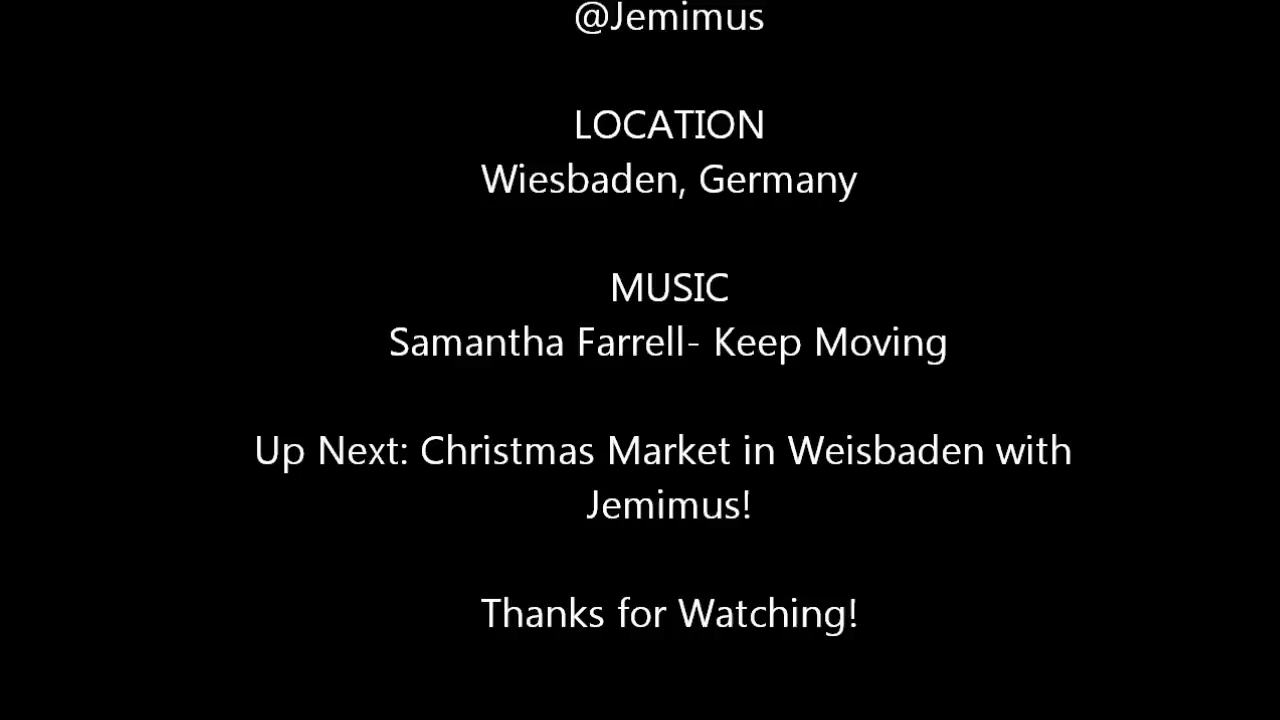 @Jemimus
LOCATION
Wiesbaden, Germany
MUSIC
Samantha Farrell- Keep Moving
Up Next: Christmas Market in Weisbaden with
Jemimus!
Thanks for Watching!